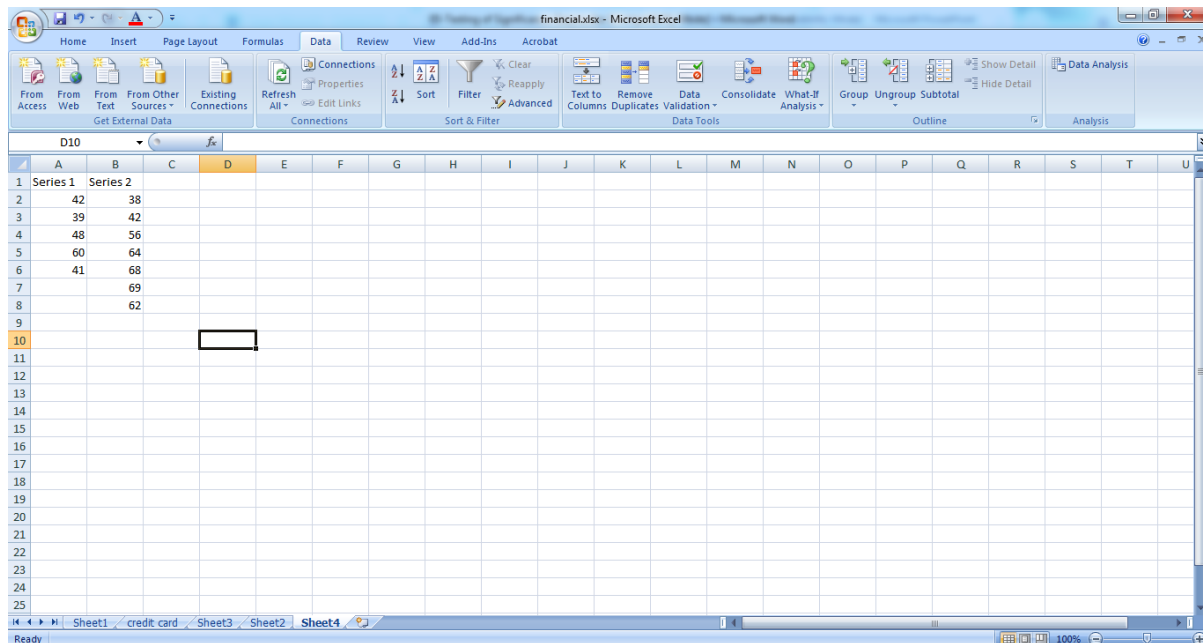 financial.xlsx - Microsoft Excel
Home Insert Page Layout Formulas Data Review View Add-Ins Acrobat
From Access
From Web
From Text
From Other Sources
Existing Connections
Get External Data
Refresh All
Connections
Properties
Edit Links
Connections
Sort
Filter
Clear
Reapply
Advanced
Sort & Filter
Text to Columns
Remove Duplicates
Data Validation
Consolidate
What-If Analysis
Data Tools
Group
Ungroup
Subtotal
Show Detail
Hide Detail
Outline
Data Analysis
Analysis
D10 fx
A B C D E F G H I J K L M N O P Q R S T U
1 Series 1 Series 2
2 42 38
3 39 42
4 48 56
5 60 64
6 41 68
7 69
8 62
9
10
11
12
13
14
15
16
17
18
19
20
21
22
23
24
25
Sheet1 credit card Sheet3 Sheet2 Sheet4
Ready 100%